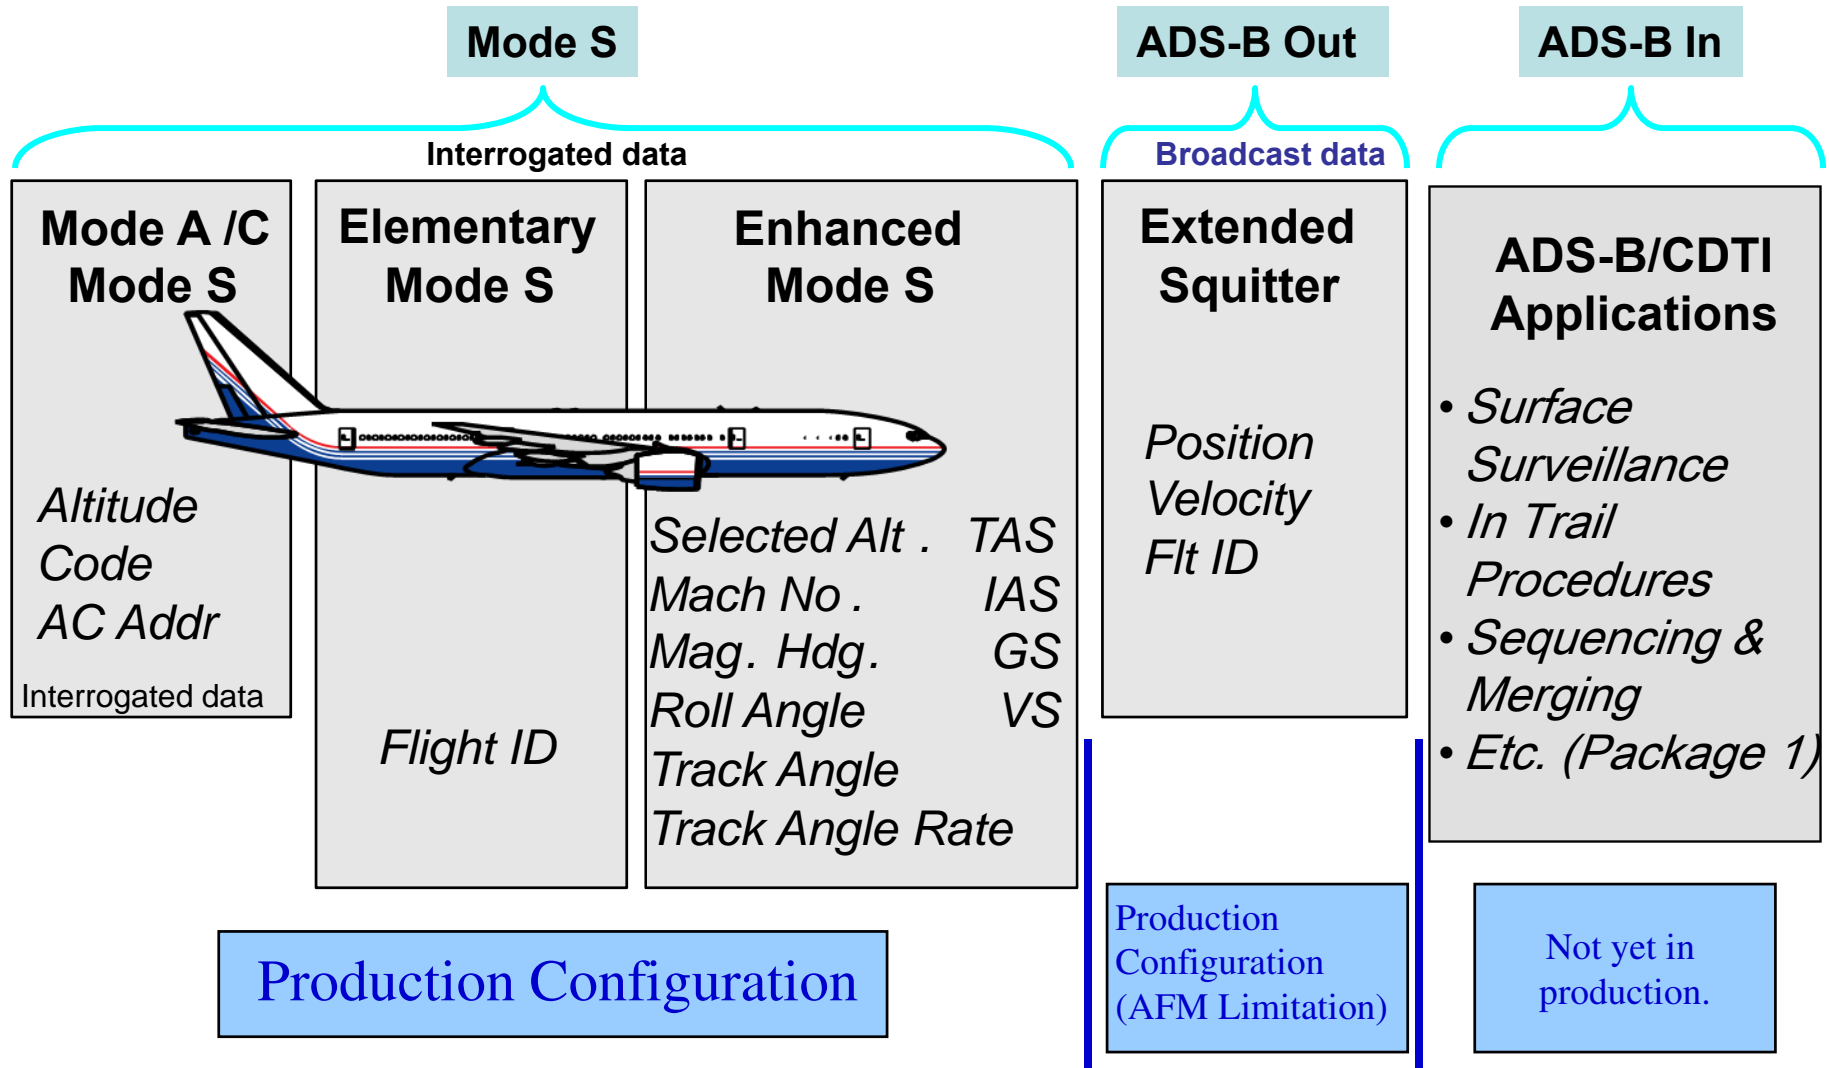 Mode S
ADS-B Out
ADS-B In
Interrogated data
Broadcast data
Mode A /C
Mode S
Altitude
Code
AC Addr
Interrogated data
Elementary
Mode S
Flight ID
Enhanced
Mode S
Selected Alt . TAS
Mach No . IAS
Mag. Hdg. GS
Roll Angle VS
Track Angle
Track Angle Rate
Extended
Squitter
Position
Velocity
Flt ID
ADS-B/CDTI
Applications
• Surface
Surveillance
• In Trail
Procedures
• Sequencing &
Merging
• Etc. (Package 1)
Production Configuration
Production
Configuration
(AFM Limitation)
Not yet in
production.